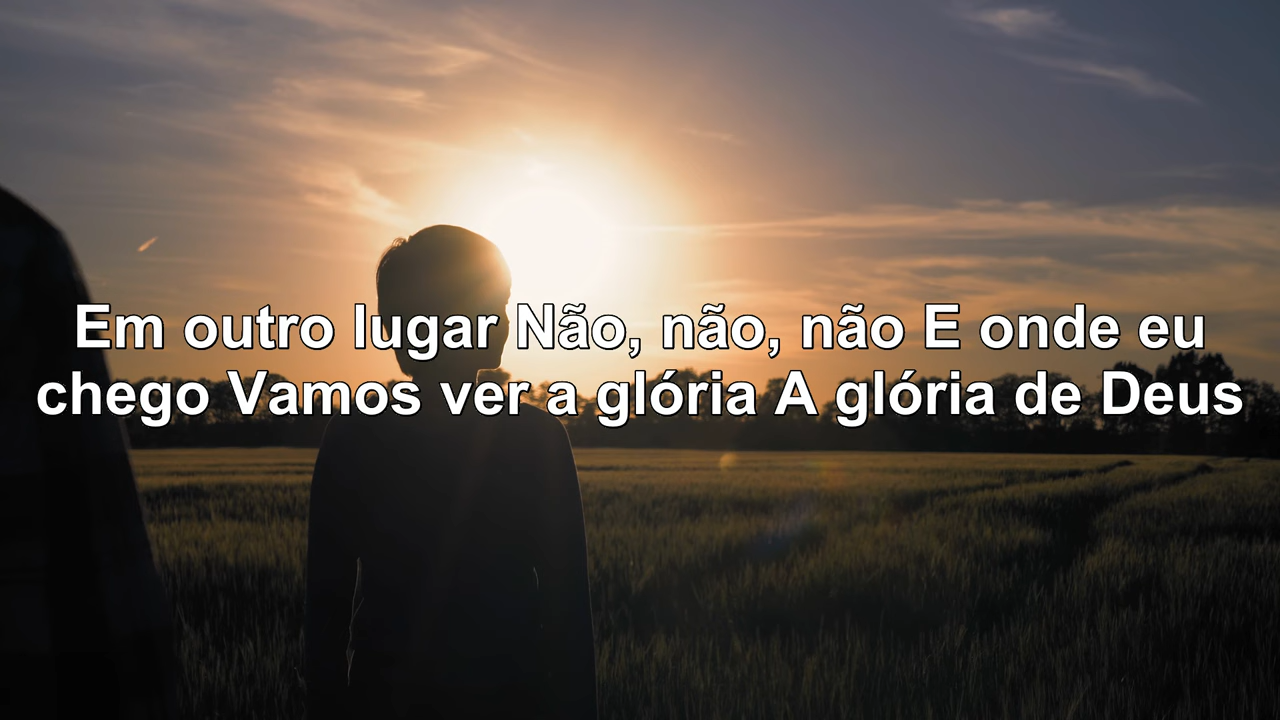 Em outro lugar Não, não, não E onde eu
chego Vamos ver a glória A glória de Deus